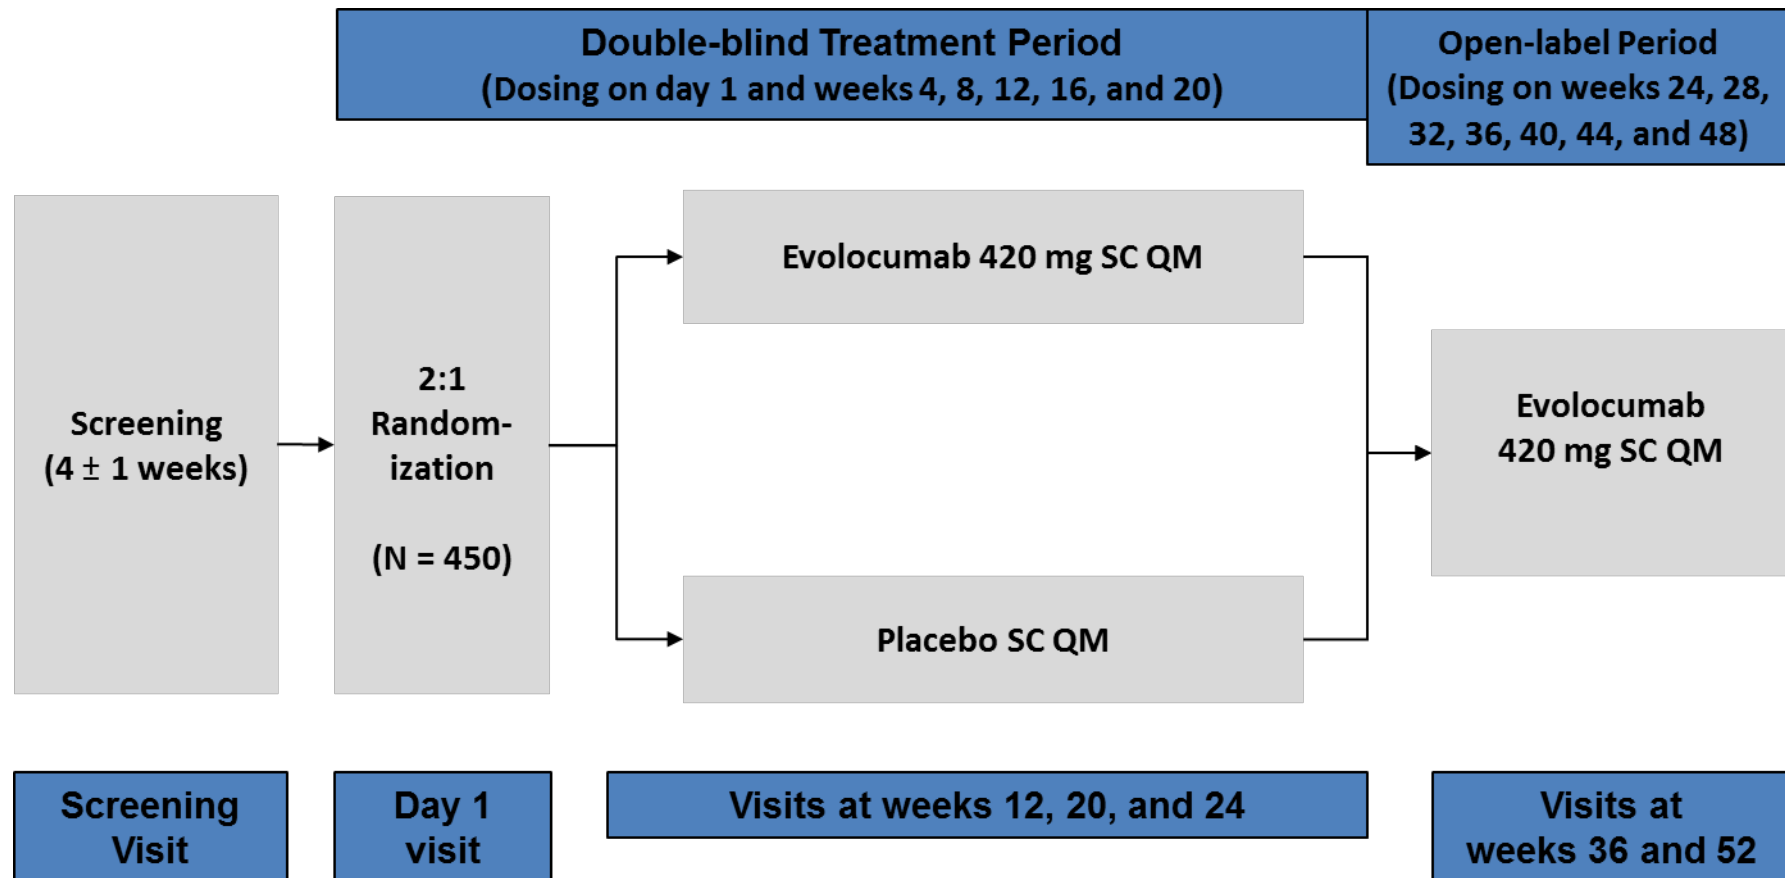 Double-blind Treatment Period
(Dosing on day 1 and weeks 4, 8, 12, 16, and 20)
Open-label Period
(Dosing on weeks 24, 28,
32, 36, 40, 44, and 48)
Screening
(4 ± 1 weeks)
2:1
Random-
ization
(N = 450)
Evolocumab 420 mg SC QM
Placebo SC QM
Evolocumab
420 mg SC QM
Screening
Visit
Day 1
visit
Visits at weeks 12, 20, and 24
Visits at
weeks 36 and 52